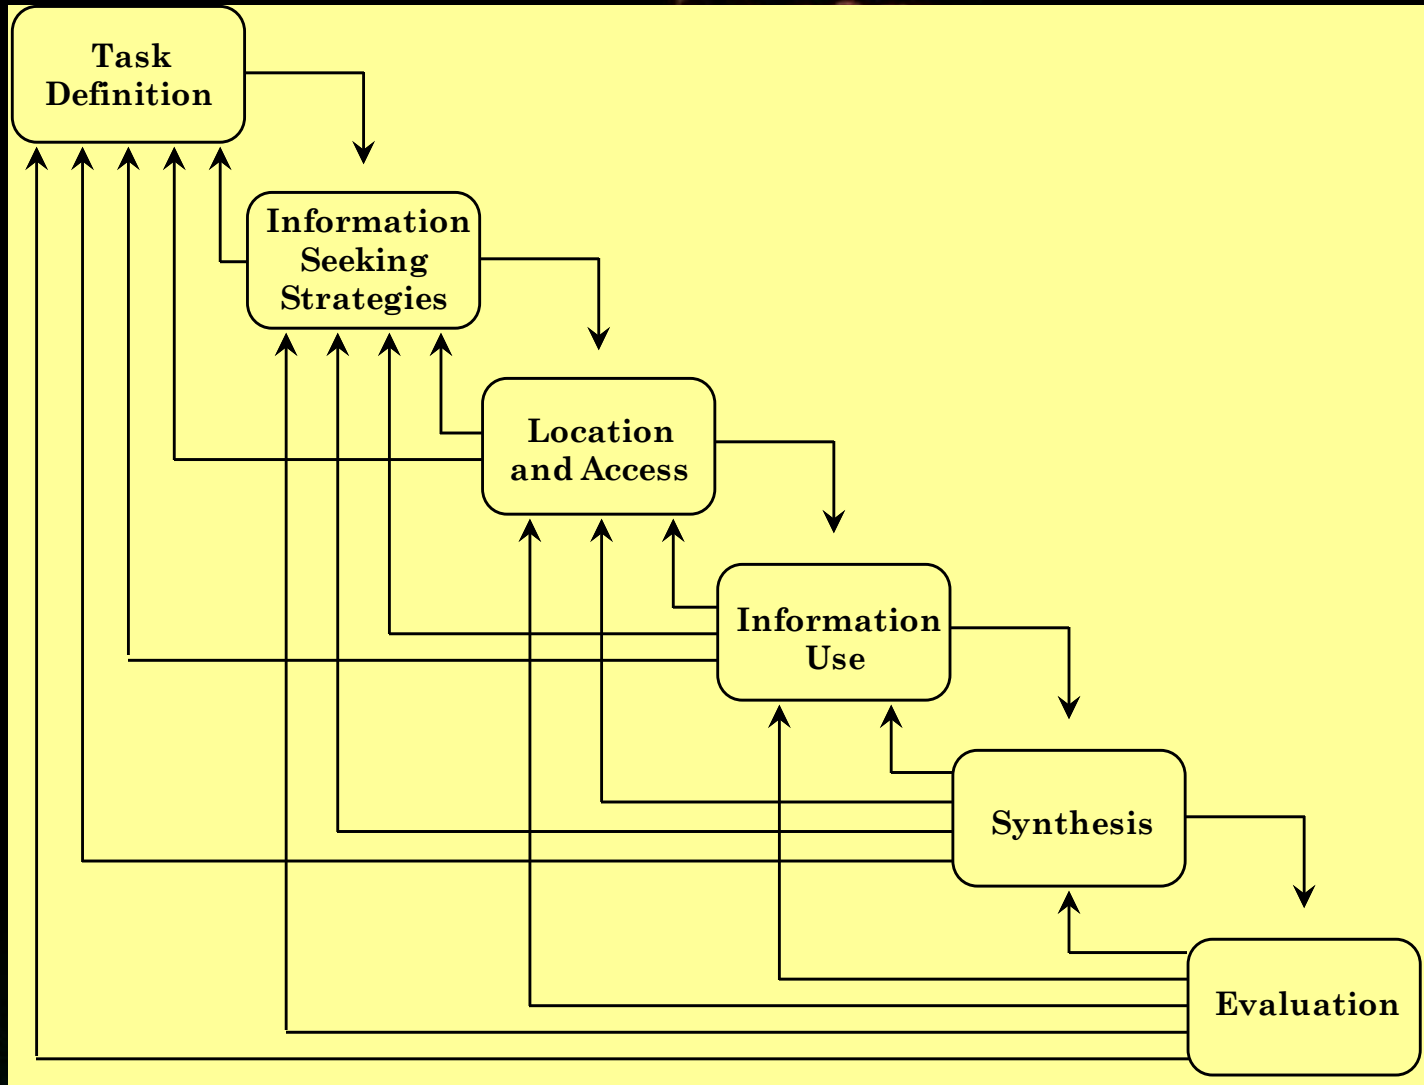 Task
Definition
Information
Seeking
Strategies
Location
and Access
Information
Use
Synthesis
Evaluation